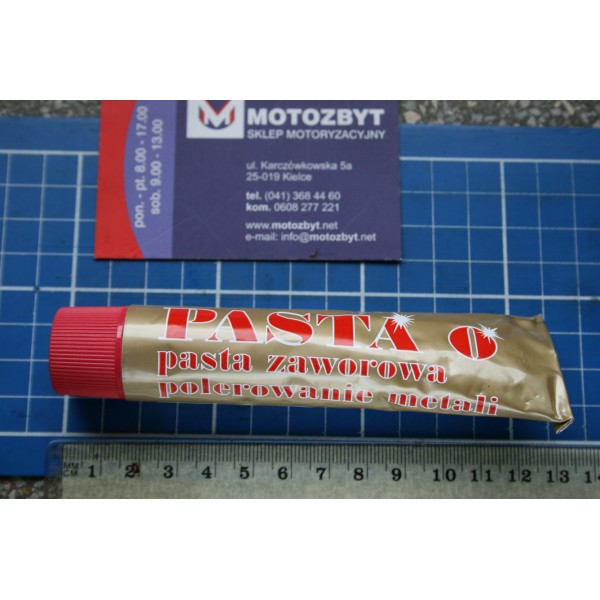 MOTOZBYT
SKLEP MOTORYZACYJNY
pon. - pt. 8.00 - 17.00
sob. 9.00 - 13.00
ul. Karczówkowska 5a
25-019 Kielce
tel. (041) 368 44 60
kom. 0608 277 221
www.motozbyt.net
e-mail: info@motozbyt.net
PASTA O
pasta zaworowa
polerowanie metali
MM
CM 1 2 3 4 5 6 7 8 9 10 11 12 13 14